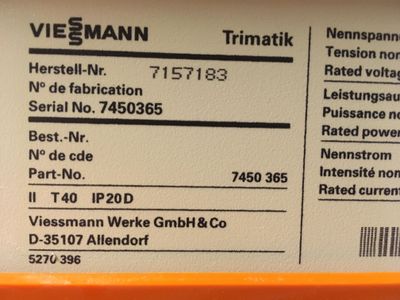 VIESSMANN Trimatik
Herstell-Nr. 7157183
Nº de fabrication
Serial No. 7450365
Best.-Nr.
Nº de cde
Part-No. 7450 365
II T40 IP20D
Viessmann Werke GmbH & Co
D-35107 Allendorf
5270 396
Nennspann
Tension nom
Rated voltag
Leistungsau
Puissance no
Rated power
Nennstrom
Intensité nom
Rated current